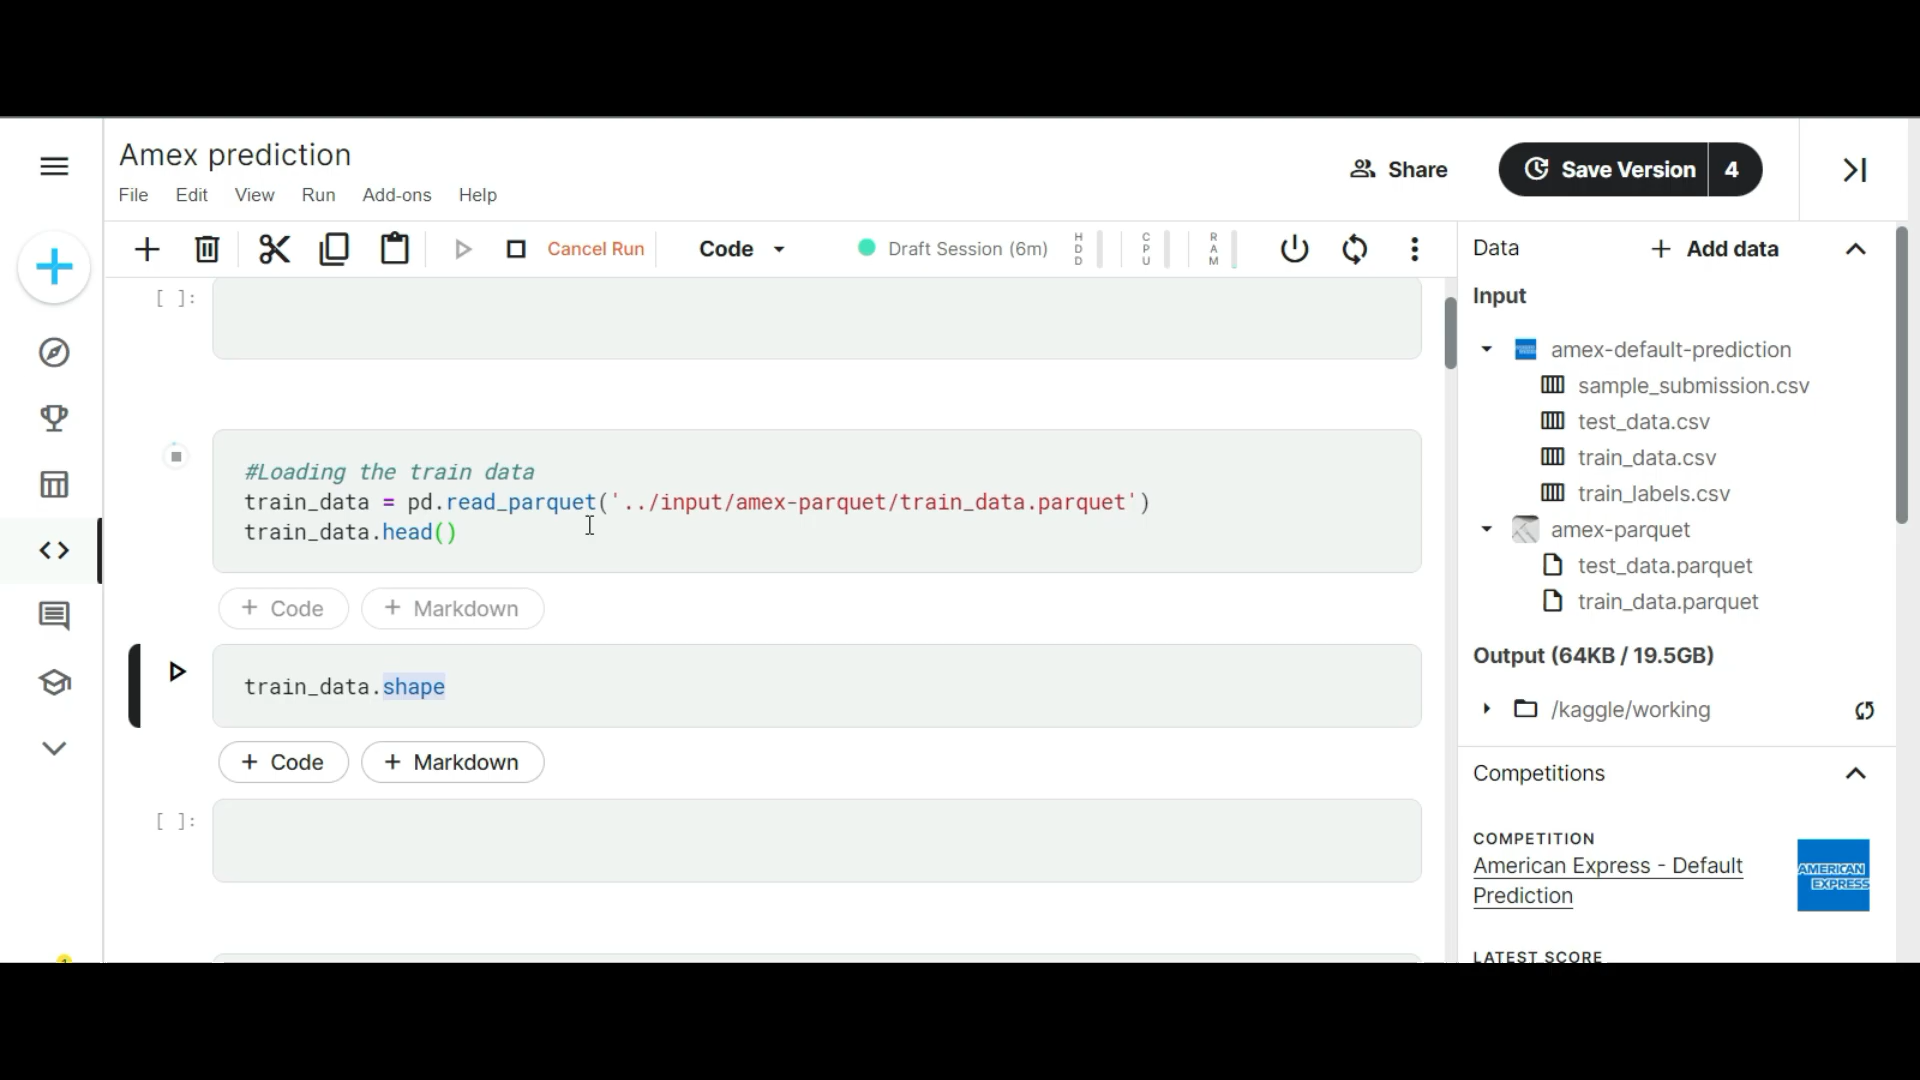 Amex prediction
File Edit View Run Add-ons Help
Share
Save Version 4
Cancel Run
Code
Draft Session (6m)
HDD
CPU
RAM
[ ]:
#Loading the train data
train_data = pd.read_parquet('../input/amex-parquet/train_data.parquet')
train_data.head()
+ Code + Markdown
train_data.shape
+ Code + Markdown
[ ]:
Data
+ Add data
Input
amex-default-prediction
sample_submission.csv
test_data.csv
train_data.csv
train_labels.csv
amex-parquet
test_data.parquet
train_data.parquet
Output (64KB / 19.5GB)
/kaggle/working
Competitions
COMPETITION
American Express - Default
Prediction
AMERICAN
EXPRESS
LATEST SCORE